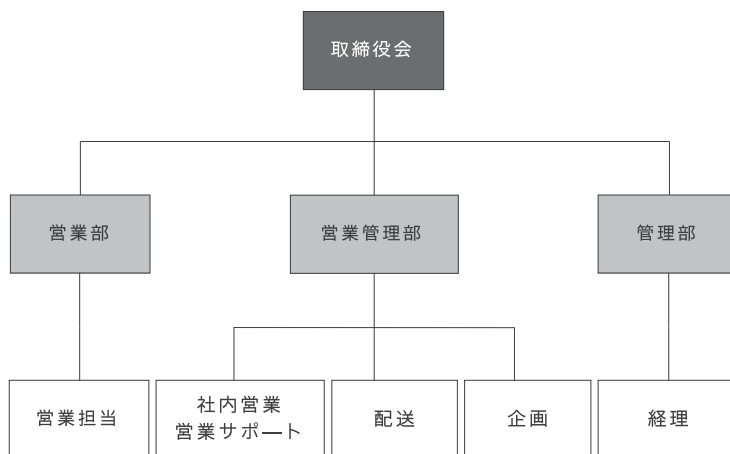 取締役会
営業部
営業管理部
管理部
営業担当
社内営業
営業サポート
配送
企画
経理